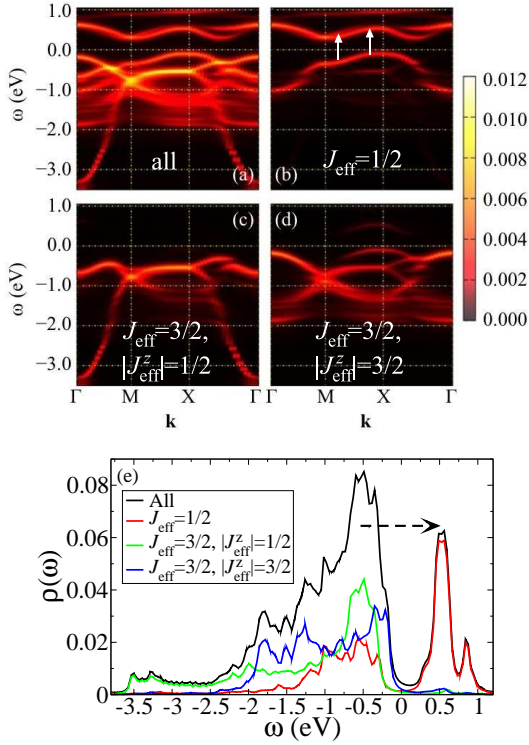 1.0
0.0
−1.0
−2.0
−3.0
ω (eV)
all
(a)
J_eff=1/2
(b)
0.012
0.010
0.008
0.006
0.004
0.002
0.000
1.0
0.0
−1.0
−2.0
−3.0
ω (eV)
(c)
J_eff=3/2,
|J^z_eff|=1/2
(d)
J_eff=3/2,
|J^z_eff|=3/2
Γ M X Γ
k
Γ M X Γ
k
(e)
All
J_eff=1/2
J_eff=3/2, |J^z_eff|=1/2
J_eff=3/2, |J^z_eff|=3/2
0.08
0.06
0.04
0.02
0
ρ(ω)
-3.5 -3 -2.5 -2 -1.5 -1 -0.5 0 0.5 1
ω (eV)